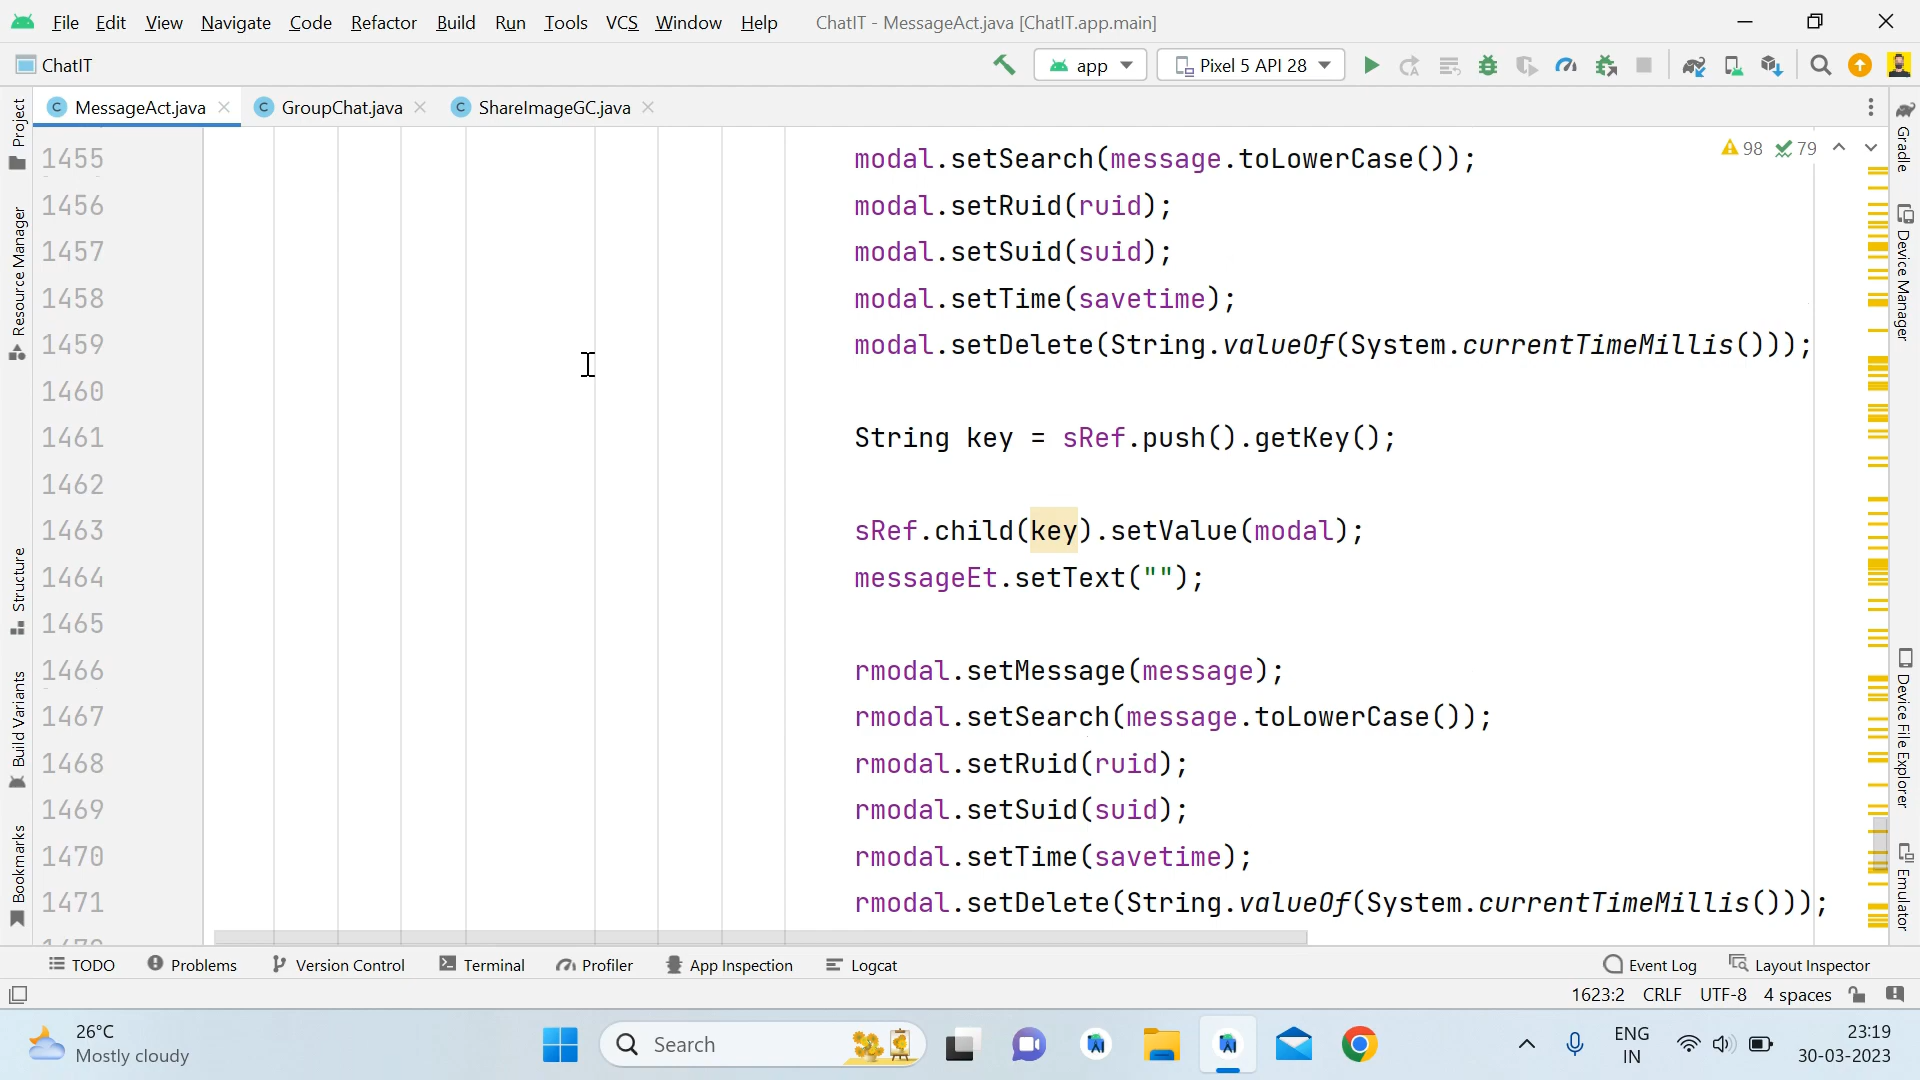 File Edit View Navigate Code Refactor Build Run Tools VCS Window Help ChatIT - MessageAct.java [ChatIT.app.main]
ChatIT app Pixel 5 API 28
MessageAct.java GroupChat.java ShareImageGC.java
Project
Resource Manager
Structure
Build Variants
Bookmarks
98 79
1455 modal.setSearch(message.toLowerCase());
1456 modal.setRuid(ruid);
1457 modal.setSuid(suid);
1458 modal.setTime(savetime);
1459 modal.setDelete(String.valueOf(System.currentTimeMillis()));
1460
1461 String key = sRef.push().getKey();
1462
1463 sRef.child(key).setValue(modal);
1464 messageEt.setText("");
1465
1466 rmodal.setMessage(message);
1467 rmodal.setSearch(message.toLowerCase());
1468 rmodal.setRuid(ruid);
1469 rmodal.setSuid(suid);
1470 rmodal.setTime(savetime);
1471 rmodal.setDelete(String.valueOf(System.currentTimeMillis()));
Gradle
Device Manager
Device File Explorer
Emulator
TODO Problems Version Control Terminal Profiler App Inspection Logcat Event Log Layout Inspector
1623:2 CRLF UTF-8 4 spaces
26°C
Mostly cloudy
Search
ENG
IN
23:19
30-03-2023